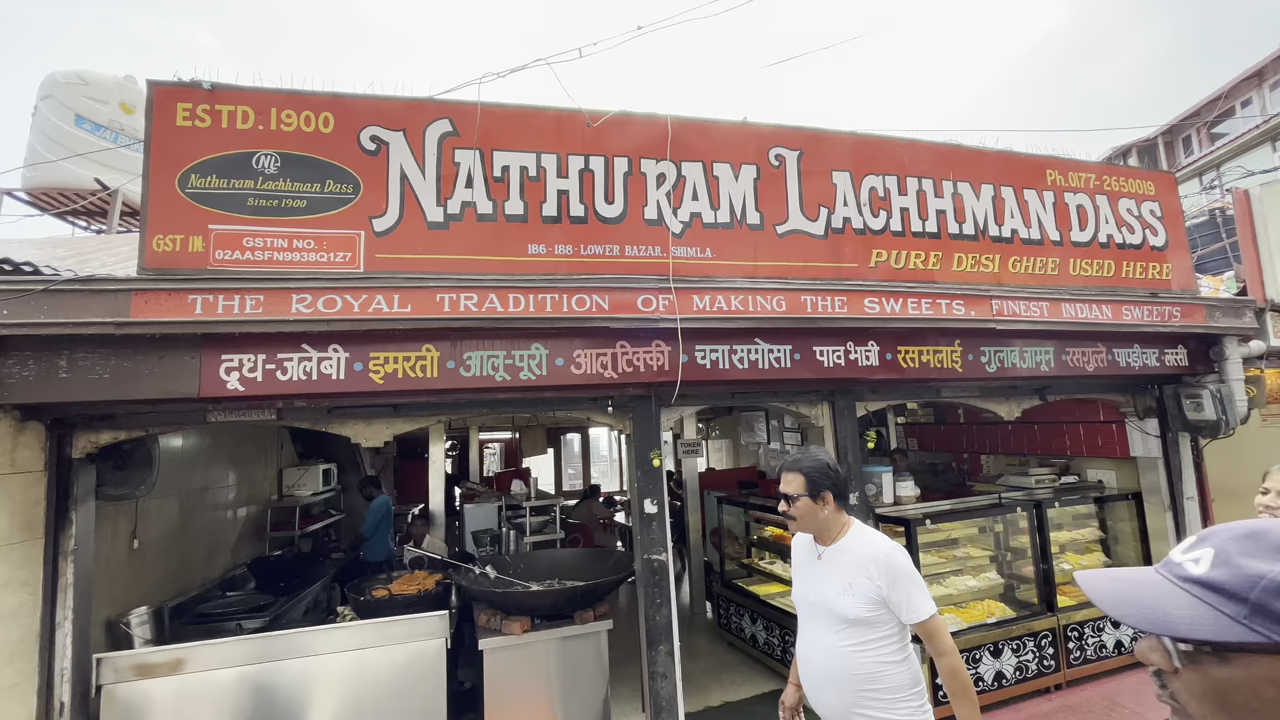 ESTD. 1900
NL
Nathu ram Lachhman Dass
Since 1900
GST IN:
GSTIN NO. :
02AASFN9938Q1Z7
NATHU RAM LACHHMAN DASS
Ph.0177-2650019
186-188-LOWER BAZAR, SHIMLA.
PURE DESI GHEE USED HERE
THE ROYAL TRADITION OF MAKING THE SWEETS, FINEST INDIAN SWEETS
दूध-जलेबी • इमरती • आलू-पूरी • आलू टिक्की • चना समोसा • पाव भाजी • रसमलाई • गुलाब जामून • रसगुल्ले • पापड़ी चाट • लस्सी
TOKEN
HERE